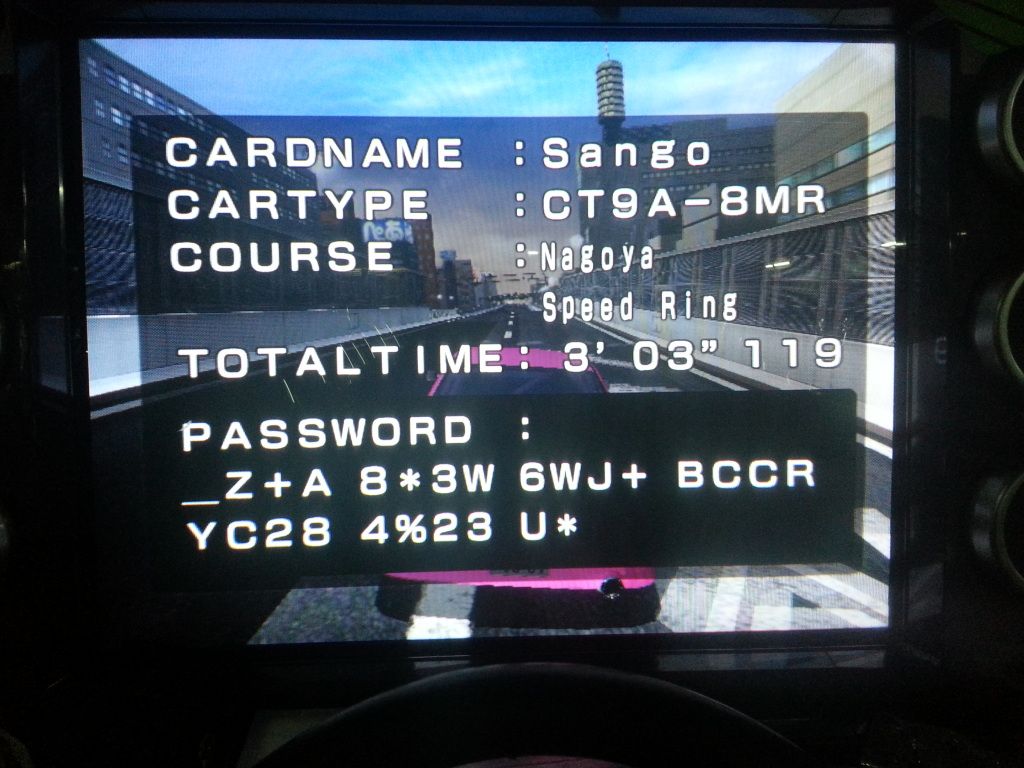 CARDNAME : Sango
CARTYPE : CT9A-8MR
COURSE : Nagoya
Speed Ring
TOTALTIME: 3' 03" 119
PASSWORD :
_Z+A 8*3W 6WJ+ BCCR
YC28 4%23 U*